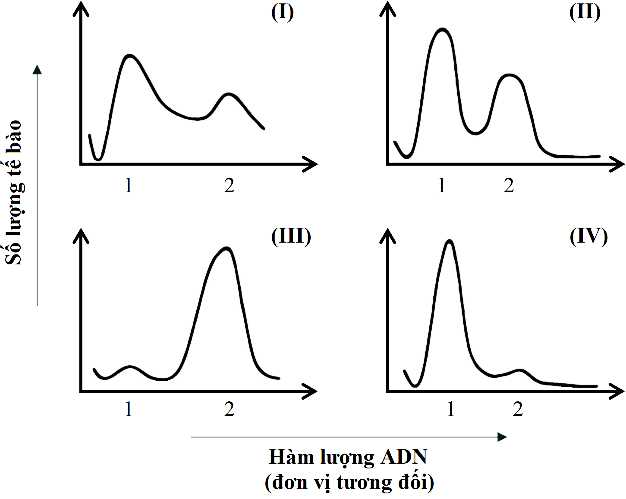 (I)
(II)
1 2
1 2
Số lượng tế bào
(III)
(IV)
1 2
1 2
Hàm lượng ADN
(đơn vị tương đối)